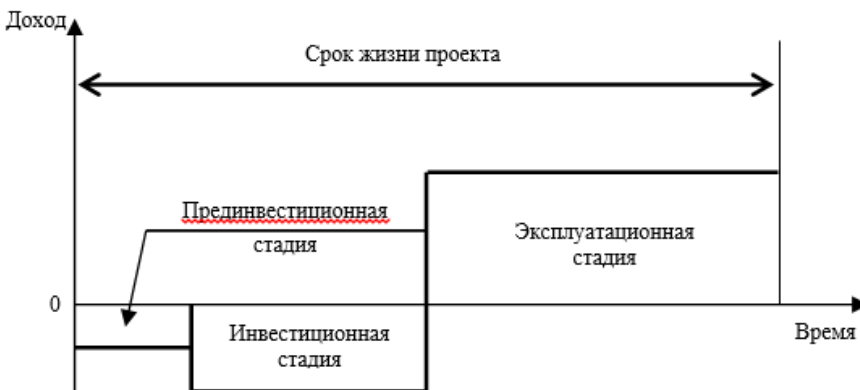 Доход
Срок жизни проекта
Прединвестиционная
стадия
Эксплуатационная
стадия
0
Инвестиционная
стадия
Время